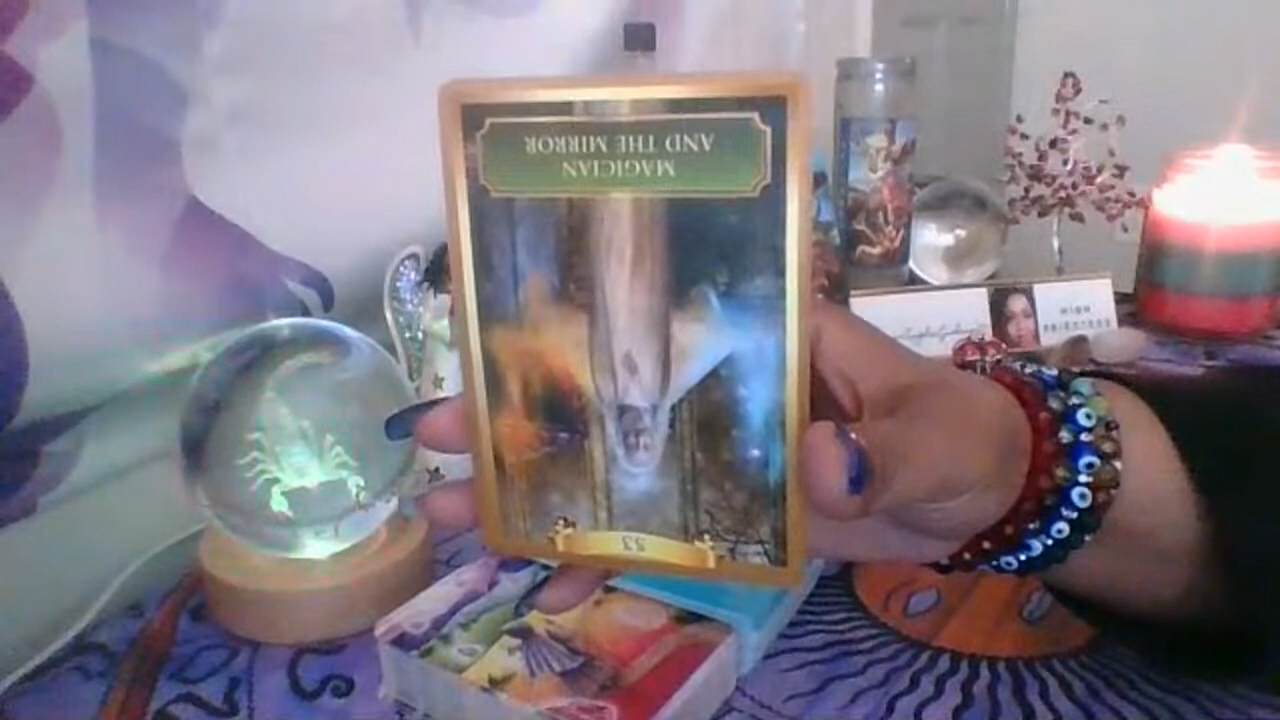 53
MAGICIAN
AND THE MIRROR
HIGH
PRIESTESS